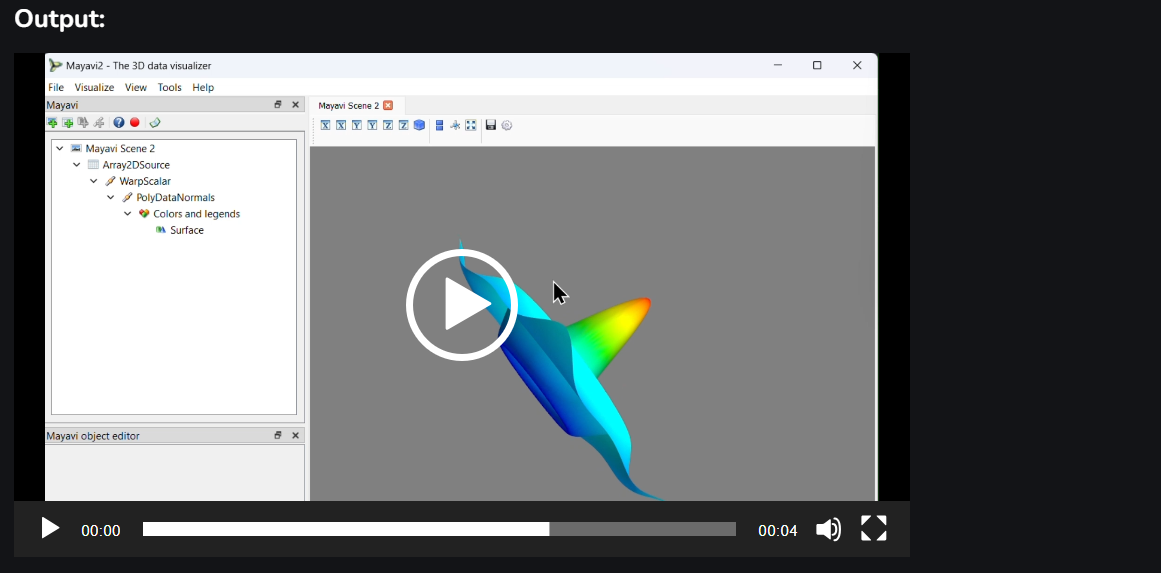 Output:
Mayavi2 - The 3D data visualizer
File Visualize View Tools Help
Mayavi
Mayavi Scene 2
X X Y Y Z Z
Mayavi Scene 2
Array2DSource
WarpScalar
PolyDataNormals
Colors and legends
Surface
Mayavi object editor
00:00
00:04